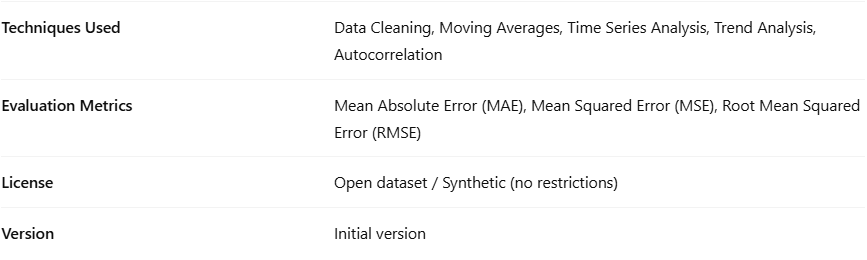 Techniques Used
Data Cleaning, Moving Averages, Time Series Analysis, Trend Analysis,
Autocorrelation
Evaluation Metrics
Mean Absolute Error (MAE), Mean Squared Error (MSE), Root Mean Squared
Error (RMSE)
License
Open dataset / Synthetic (no restrictions)
Version
Initial version